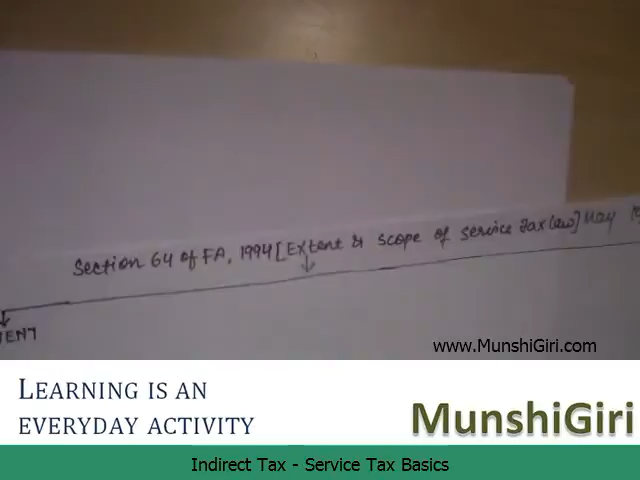 Section 64 of FA, 1994 [Extent & scope of service Tax law] May
TENT
www.MunshiGiri.com
LEARNING IS AN
EVERYDAY ACTIVITY
MunshiGiri
Indirect Tax - Service Tax Basics